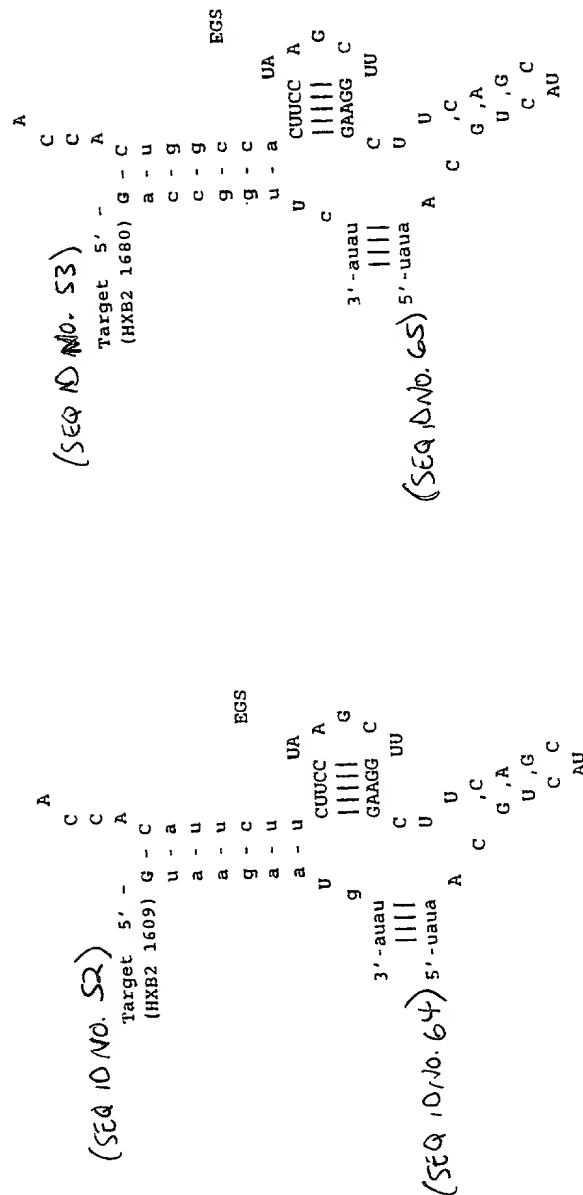 A
C
C
A
(SEQ ID NO. 52)
Target 5' -
(HXB2 1609)
G - C
u - a
a - u
a - u
g - c
a - u
a - u
EGS
UA
CUUCC A
G
C
GAAGG UU
U
g
C
U
U
,C
3'-auau
5'-uaua
(SEQ ID NO. 64)
A
C
G ,A
U ,G
C C
AU
A
C
C
A
(SEQ ID NO. 53)
Target 5' -
(HXB2 1680)
G - C
a - u
c - g
c - g
g - c
g - c
u - a
EGS
UA
CUUCC A
G
C
GAAGG UU
U
c
C
U
U
,C
3'-auau
5'-uaua
(SEQ ID NO. 65)
A
C
G ,A
U ,G
C C
AU